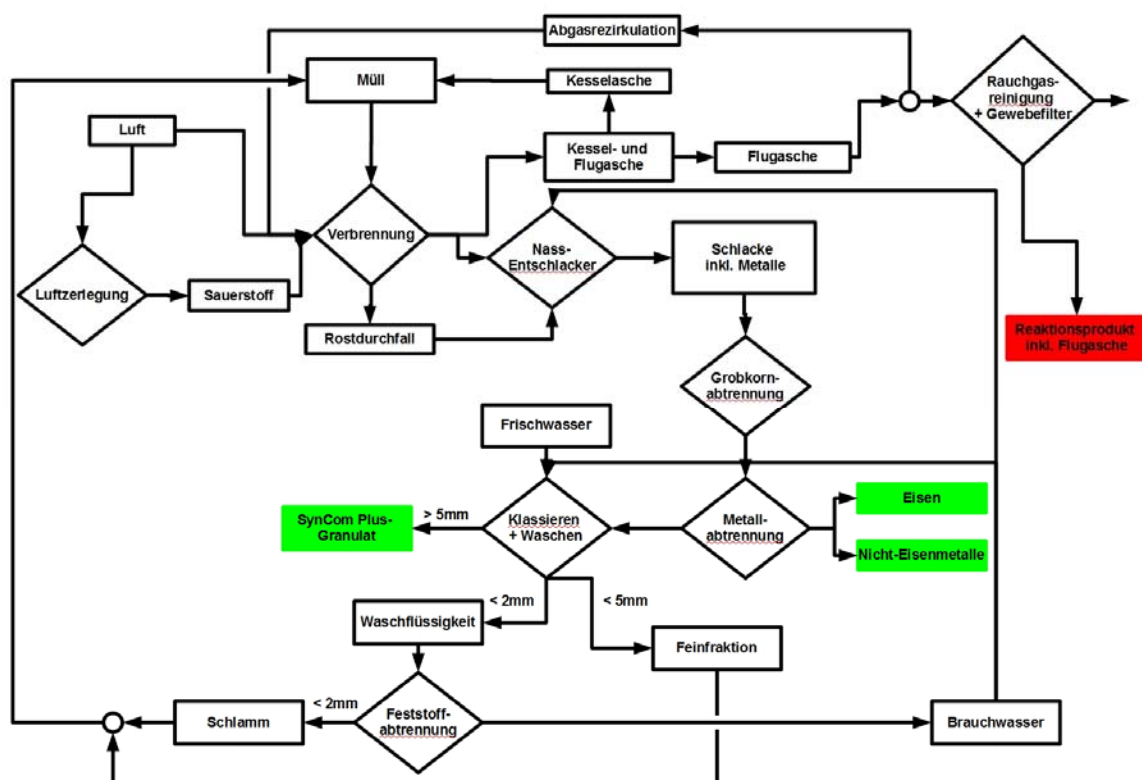 Abgasrezirkulation
Müll
Kesselasche
Rauchgas-
reinigung
+ Gewebefilter
Luft
Kessel- und
Flugasche
Flugasche
Verbrennung
Nass-
Entschlacker
Schlacke
inkl. Metalle
Luftzerlegung
Sauerstoff
Rostdurchfall
Reaktionsprodukt
inkl. Flugasche
Grobkorn-
abtrennung
Frischwasser
SynCom Plus-
Granulat
> 5mm
Klassieren
+ Waschen
Metall-
abtrennung
Eisen
Nicht-Eisenmetalle
< 2mm
< 5mm
Waschflüssigkeit
Feinfraktion
Schlamm
< 2mm
Feststoff-
abtrennung
Brauchwasser